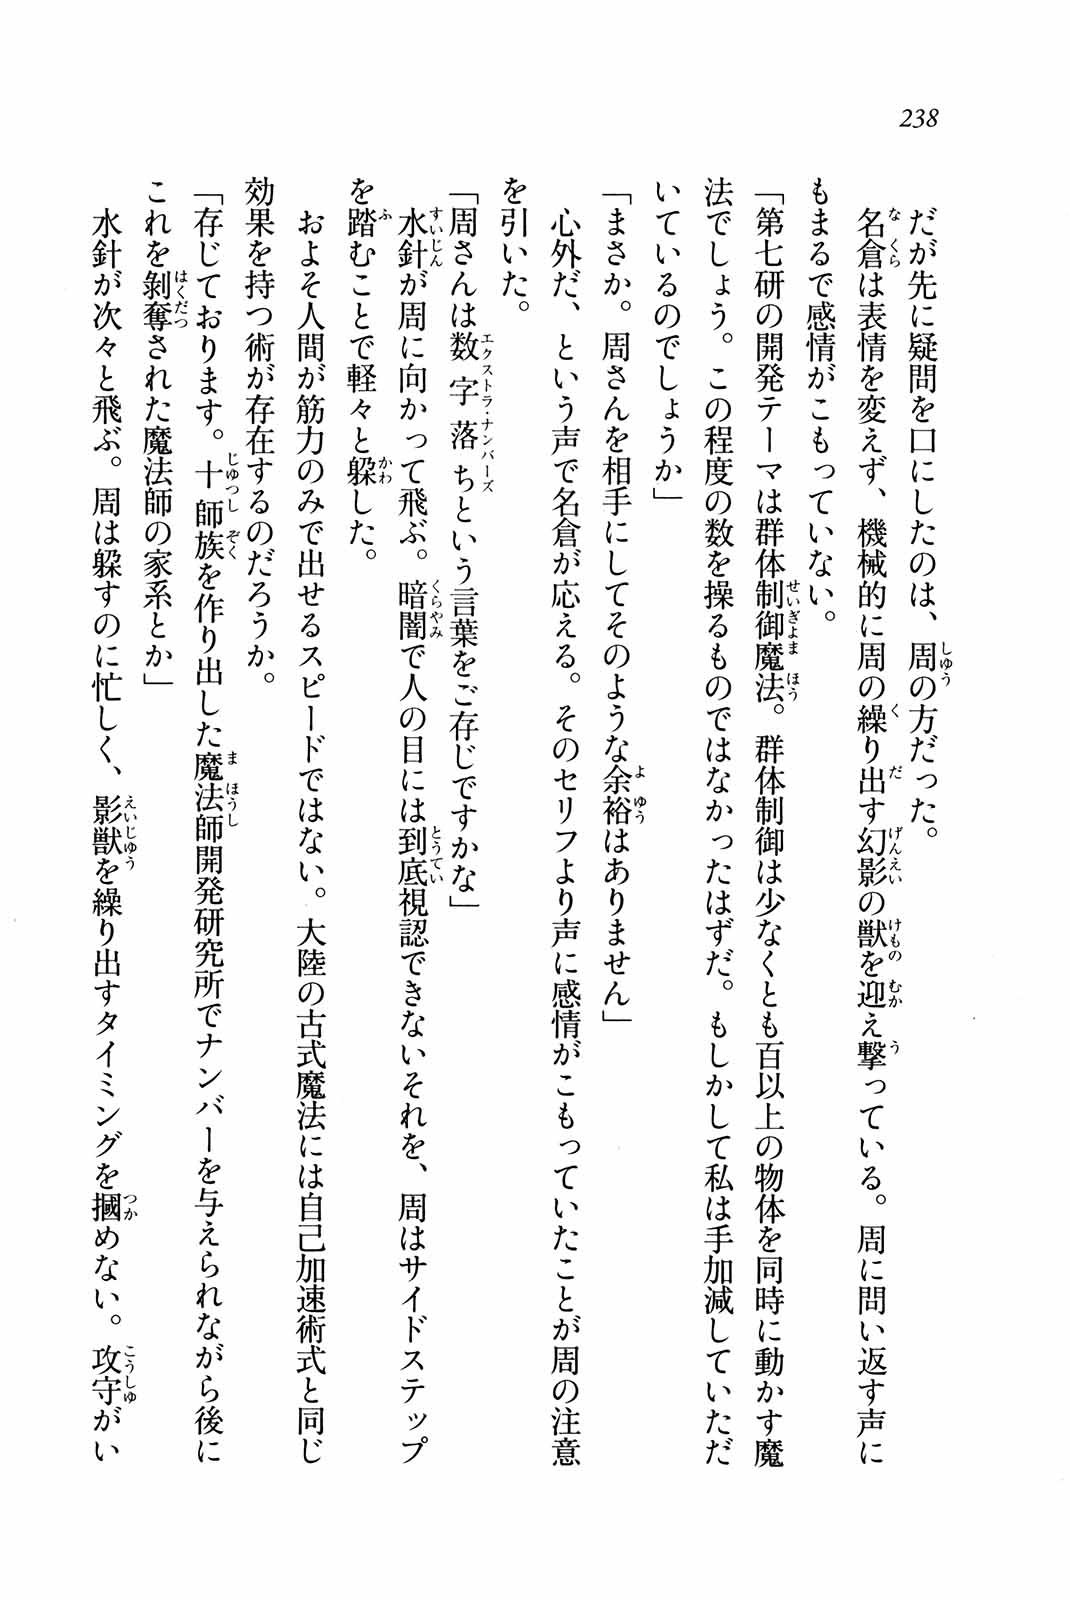 238
だが先に疑問を口にしたのは、周の方だった。
名倉は表情を変えず、機械的に周の繰り出す幻影の獣を迎え撃っている。周に問い返す声に
もまるで感情がこもっていない。
「第七研の開発テーマは群体制御魔法。群体制御は少なくとも百以上の物体を同時に動かす魔
法でしょう。この程度の数を操るものではなかったはずだ。もしかして私は手加減していただ
いているのでしょうか」
「まさか。周さんを相手にしてそのような余裕はありません」
心外だ、という声で名倉が応える。そのセリフより声に感情がこもっていたことが周の注意
を引いた。
「周さんは数字落ちという言葉をご存じですかな」
水針が周に向かって飛ぶ。暗闇で人の目には到底視認できないそれを、周はサイドステップ
を踏むことで軽々と躱した。
およそ人間が筋力のみで出せるスピードではない。大陸の古式魔法には自己加速術式と同じ
効果を持つ術が存在するのだろうか。
「存じております。十師族を作り出した魔法師開発研究所でナンバーを与えられながら後に
これを剝奪された魔法師の家系とか」
水針が次々と飛ぶ。周は躱すのに忙しく、影獣を繰り出すタイミングを摑めない。攻守がい